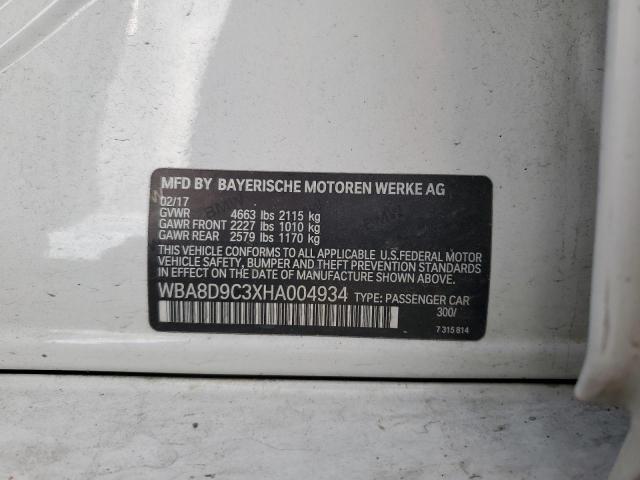 MFD BY BAYERISCHE MOTOREN WERKE AG
02/17
GVWR 4663 lbs 2115 kg
GAWR FRONT 2227 lbs 1010 kg
GAWR REAR 2579 lbs 1170 kg
THIS VEHICLE CONFORMS TO ALL APPLICABLE U.S. FEDERAL MOTOR
VEHICLE SAFETY, BUMPER AND THEFT PREVENTION STANDARDS
IN EFFECT ON THE DATE OF MANUFACTURE SHOWN ABOVE.
WBA8D9C3XHA004934 TYPE: PASSENGER CAR
300/
7 315 814